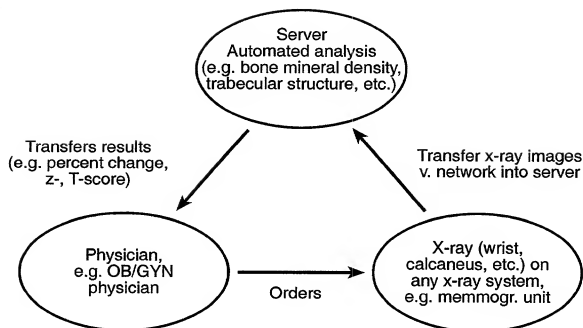 Server
Automated analysis
(e.g. bone mineral density,
trabecular structure, etc.)
Transfers results
(e.g. percent change,
z-, T-score)
Transfer x-ray images
v. network into server
Physician,
e.g. OB/GYN
physician
Orders
X-ray (wrist,
calcaneus, etc.) on
any x-ray system,
e.g. memmogr. unit